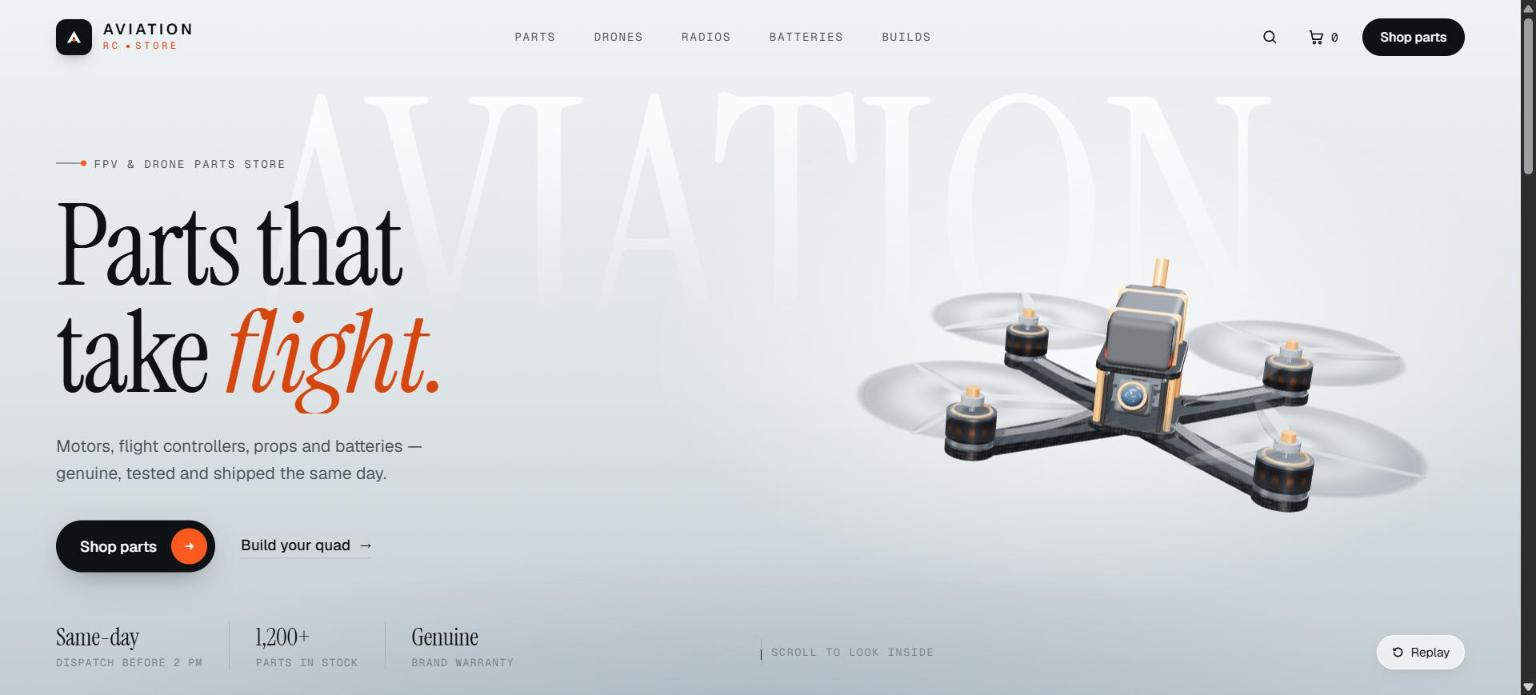 AVIATION
RC • STORE
PARTS
DRONES
RADIOS
BATTERIES
BUILDS
0
Shop parts
AVIATION
FPV & DRONE PARTS STORE
Parts that
take flight.
Motors, flight controllers, props and batteries —
genuine, tested and shipped the same day.
Shop parts →
Build your quad →
Same-day
DISPATCH BEFORE 2 PM
1,200+
PARTS IN STOCK
Genuine
BRAND WARRANTY
SCROLL TO LOOK INSIDE
Replay